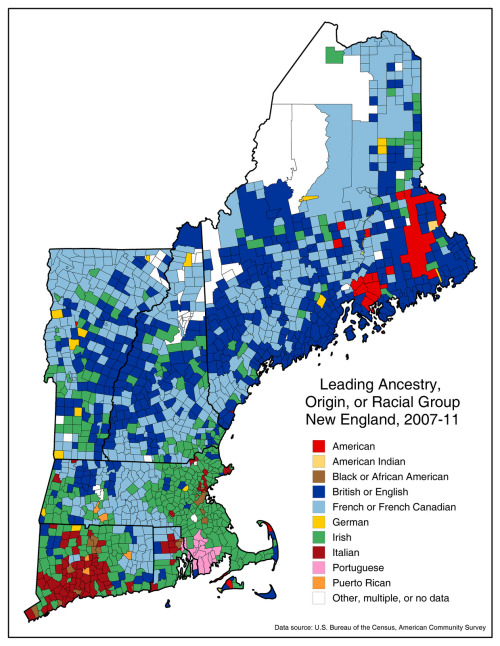 Leading Ancestry,
Origin, or Racial Group
New England, 2007-11
American
American Indian
Black or African American
British or English
French or French Canadian
German
Irish
Italian
Portuguese
Puerto Rican
Other, multiple, or no data
Data source: U.S. Bureau of the Census, American Community Survey